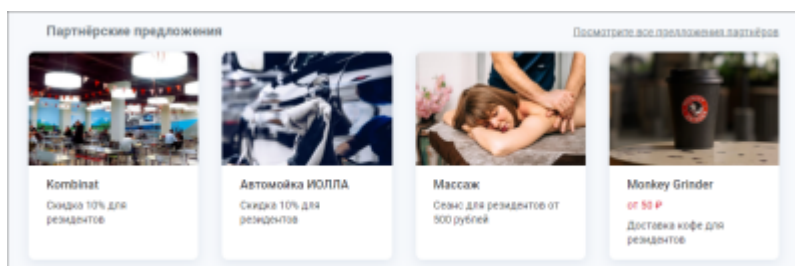 Партнёрские предложения
Посмотрите все предложения партнёров
Kombinat
Скидка 10% для
резидентов
Автомойка ИОЛЛА
Скидка 10% для
резидентов
Массаж
Сеанс для резидентов от
500 рублей
Monkey Grinder
от 50 ₽
Доставка кофе для
резидентов